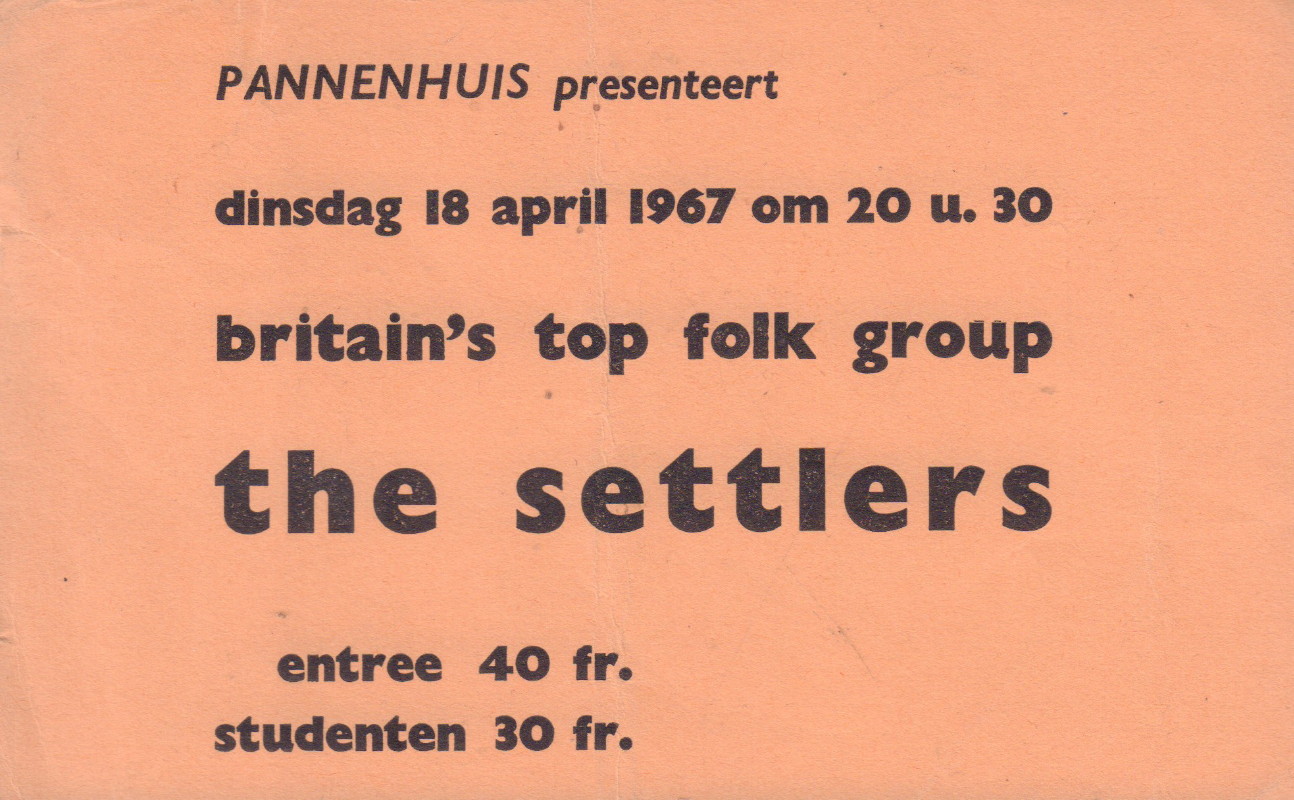 PANNENHUIS presenteert
dinsdag 18 april 1967 om 20 u. 30
britain's top folk group
the settlers
entree 40 fr.
studenten 30 fr.